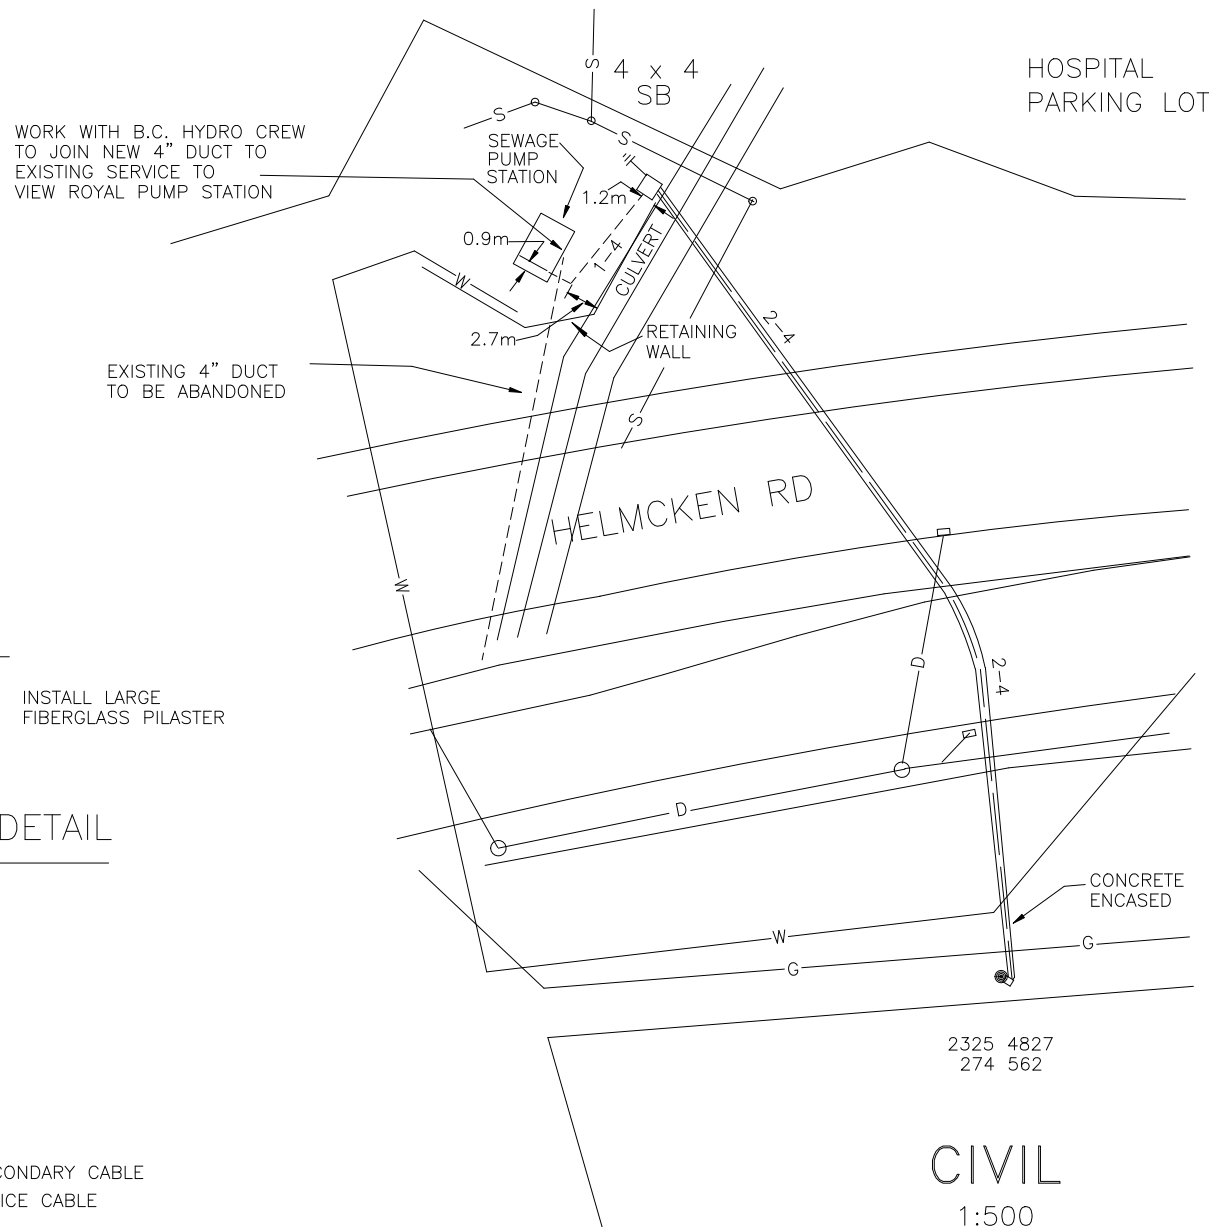 HOSPITAL
PARKING LOT
S
4 x 4
SB
S
S
WORK WITH B.C. HYDRO CREW
TO JOIN NEW 4" DUCT TO
EXISTING SERVICE TO
VIEW ROYAL PUMP STATION
SEWAGE
PUMP
STATION
1.2m
0.9m
1-4
CULVERT
W
2.7m
RETAINING
WALL
2-4
EXISTING 4" DUCT
TO BE ABANDONED
S
HELMCKEN RD
W
D
2-4
INSTALL LARGE
FIBERGLASS PILASTER
D
DETAIL
CONCRETE
ENCASED
W
G
G
2325 4827
274 562
CIVIL
1:500
CONDARY CABLE
ICE CABLE